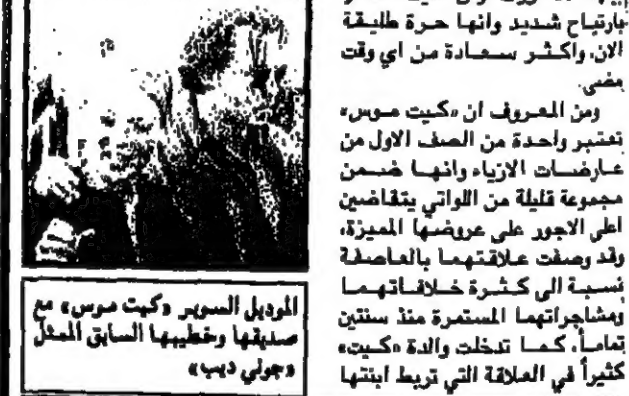 بارتياح شديد وانها حرة طليقة
الان، واكثر سعادة من اي وقت
مضى.
ومن المعروف ان «كيت موس»
تعتبر واحدة من الصف الاول من
عارضات الازياء وانها ضمن
مجموعة قليلة من اللواتي يتقاضين
اعلى الاجور على عروضها المميزة،
وقد وصفت علاقتهما بالعاصفة
نسبة الى كثرة خلافاتهما
ومشاجراتهما المستمرة منذ سنتين
تماماً. كما تدخلت والدة «كيت»
كثيراً في العلاقة التي تربط ابنتها
الموديل السوبر «كيت موس» مع
صديقها وخطيبها السابق الممثل
«جوني ديب»